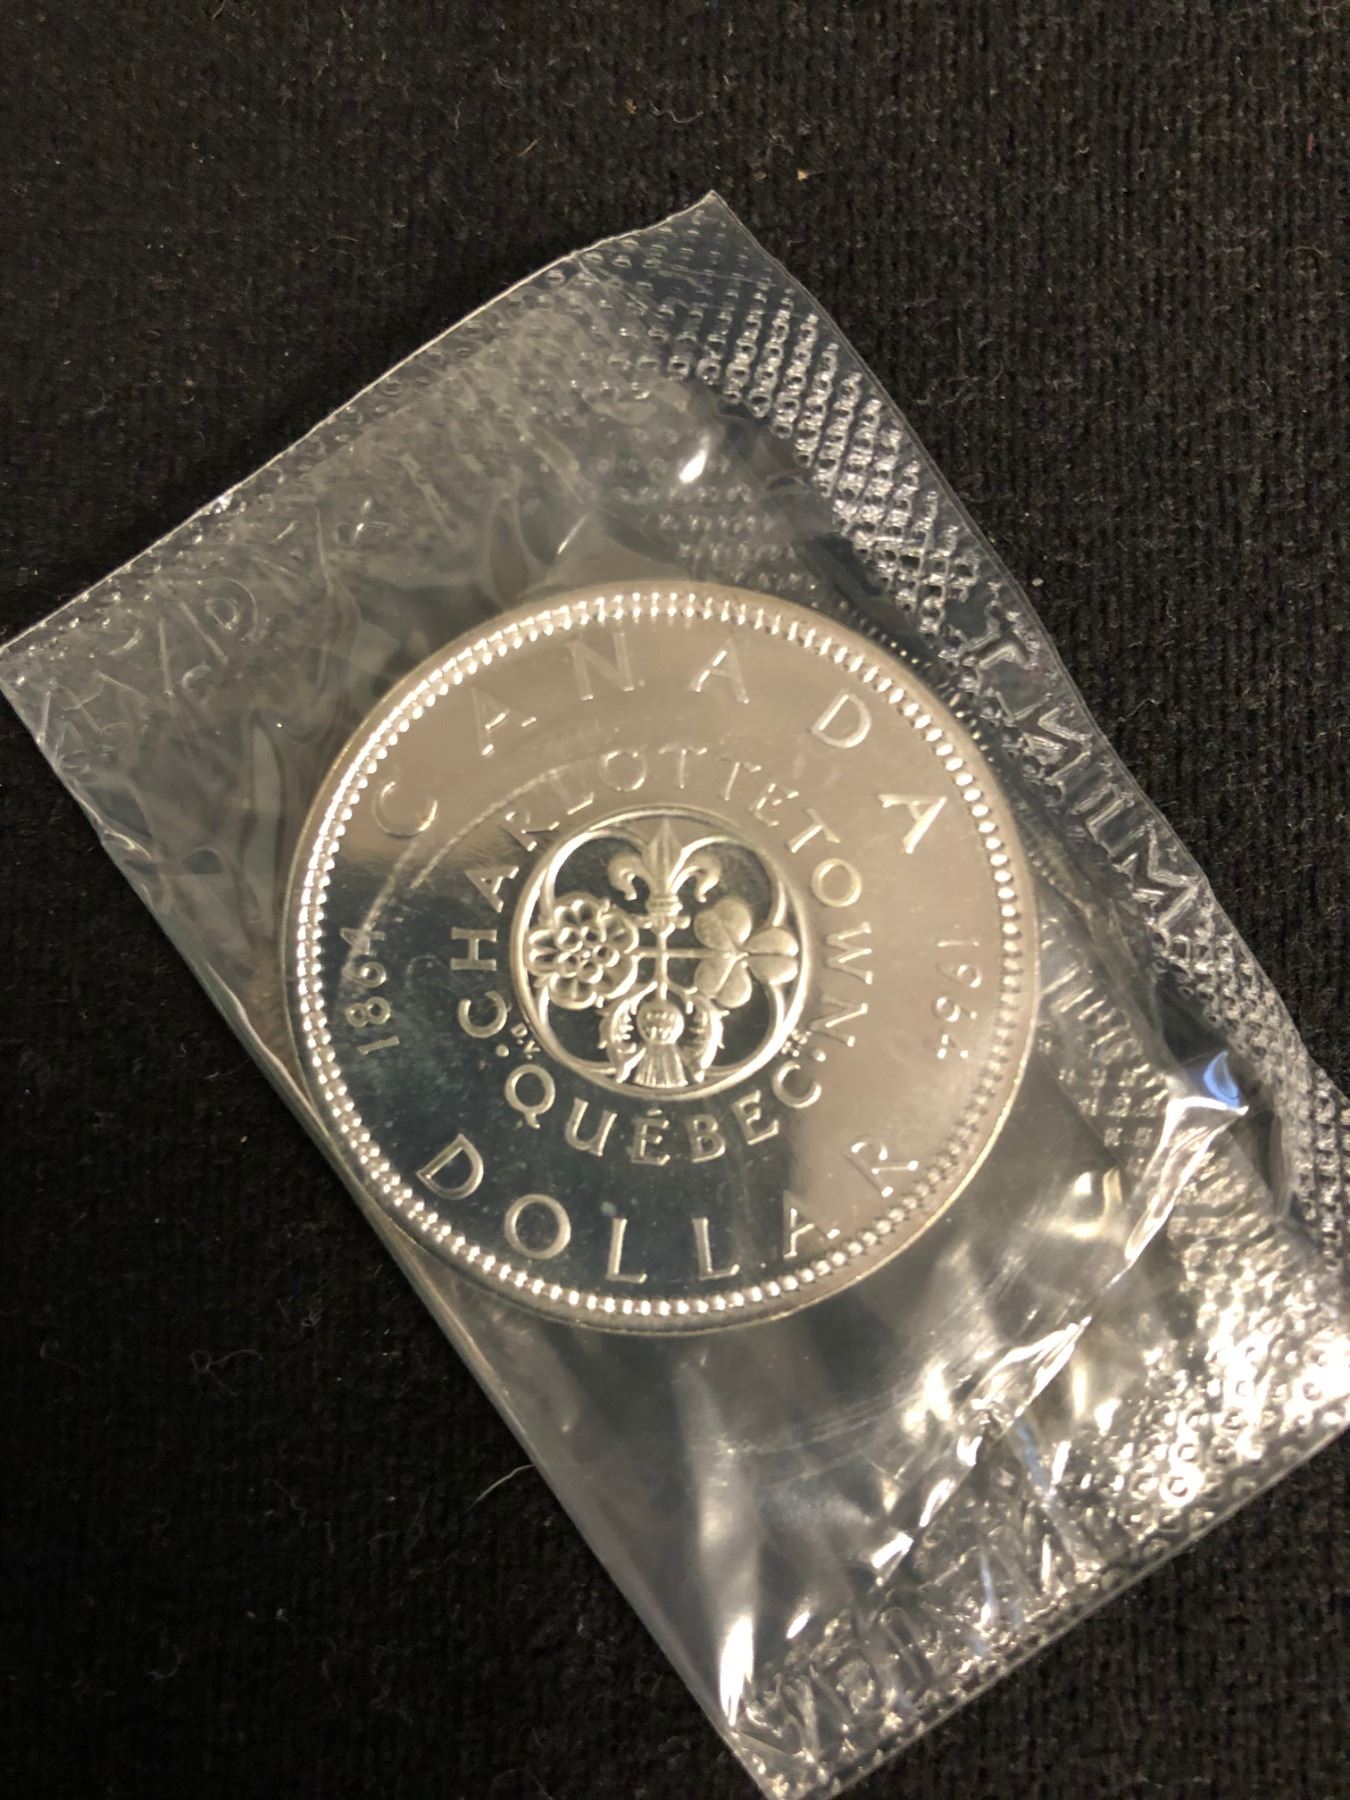 CANADA
CHARLOTTETOWN
1864
1964
D.V.
• QUÉBEC •
DOLLAR